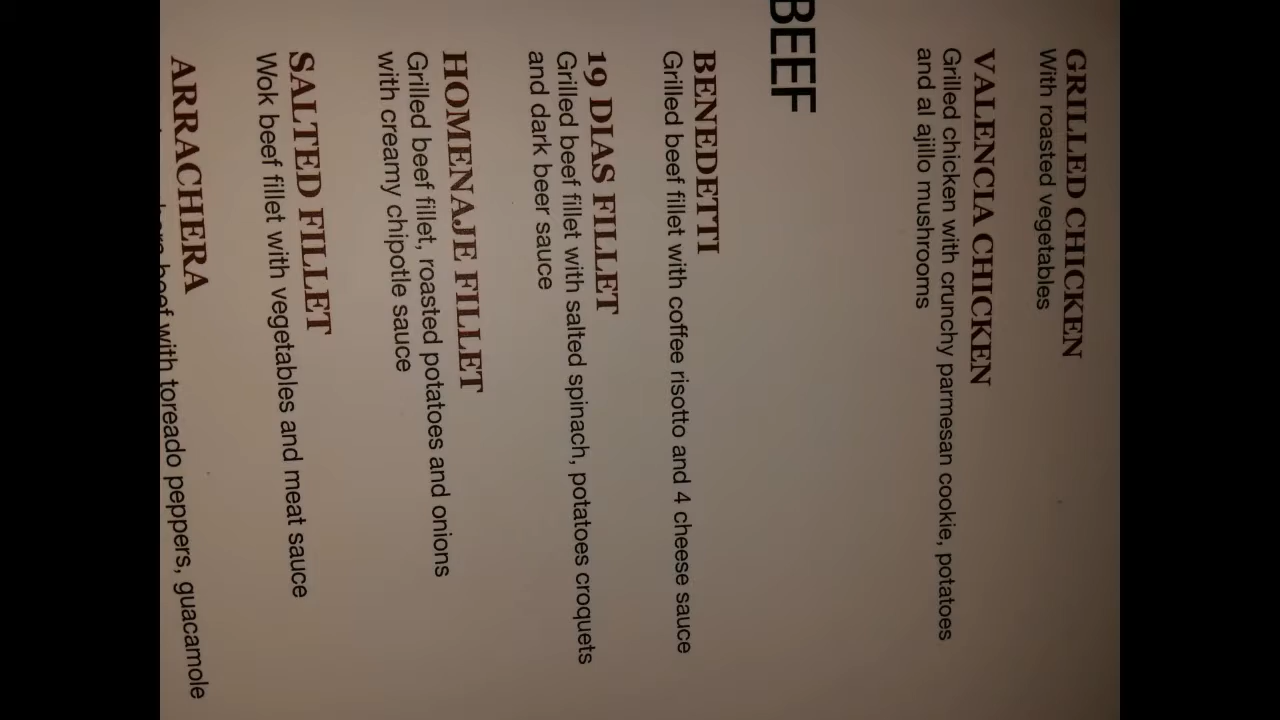 GRILLED CHICKEN
With roasted vegetables
VALENCIA CHICKEN
Grilled chicken with crunchy parmesan cookie, potatoes
and al ajillo mushrooms
BEEF
BENEDETTI
Grilled beef fillet with coffee risotto and 4 cheese sauce
19 DIAS FILLET
Grilled beef fillet with salted spinach, potatoes croquets
and dark beer sauce
HOMENAJE FILLET
Grilled beef fillet, roasted potatoes and onions
with creamy chipotle sauce
SALTED FILLET
Wok beef fillet with vegetables and meat sauce
ARRACHERA
beef with toreado peppers, guacamole